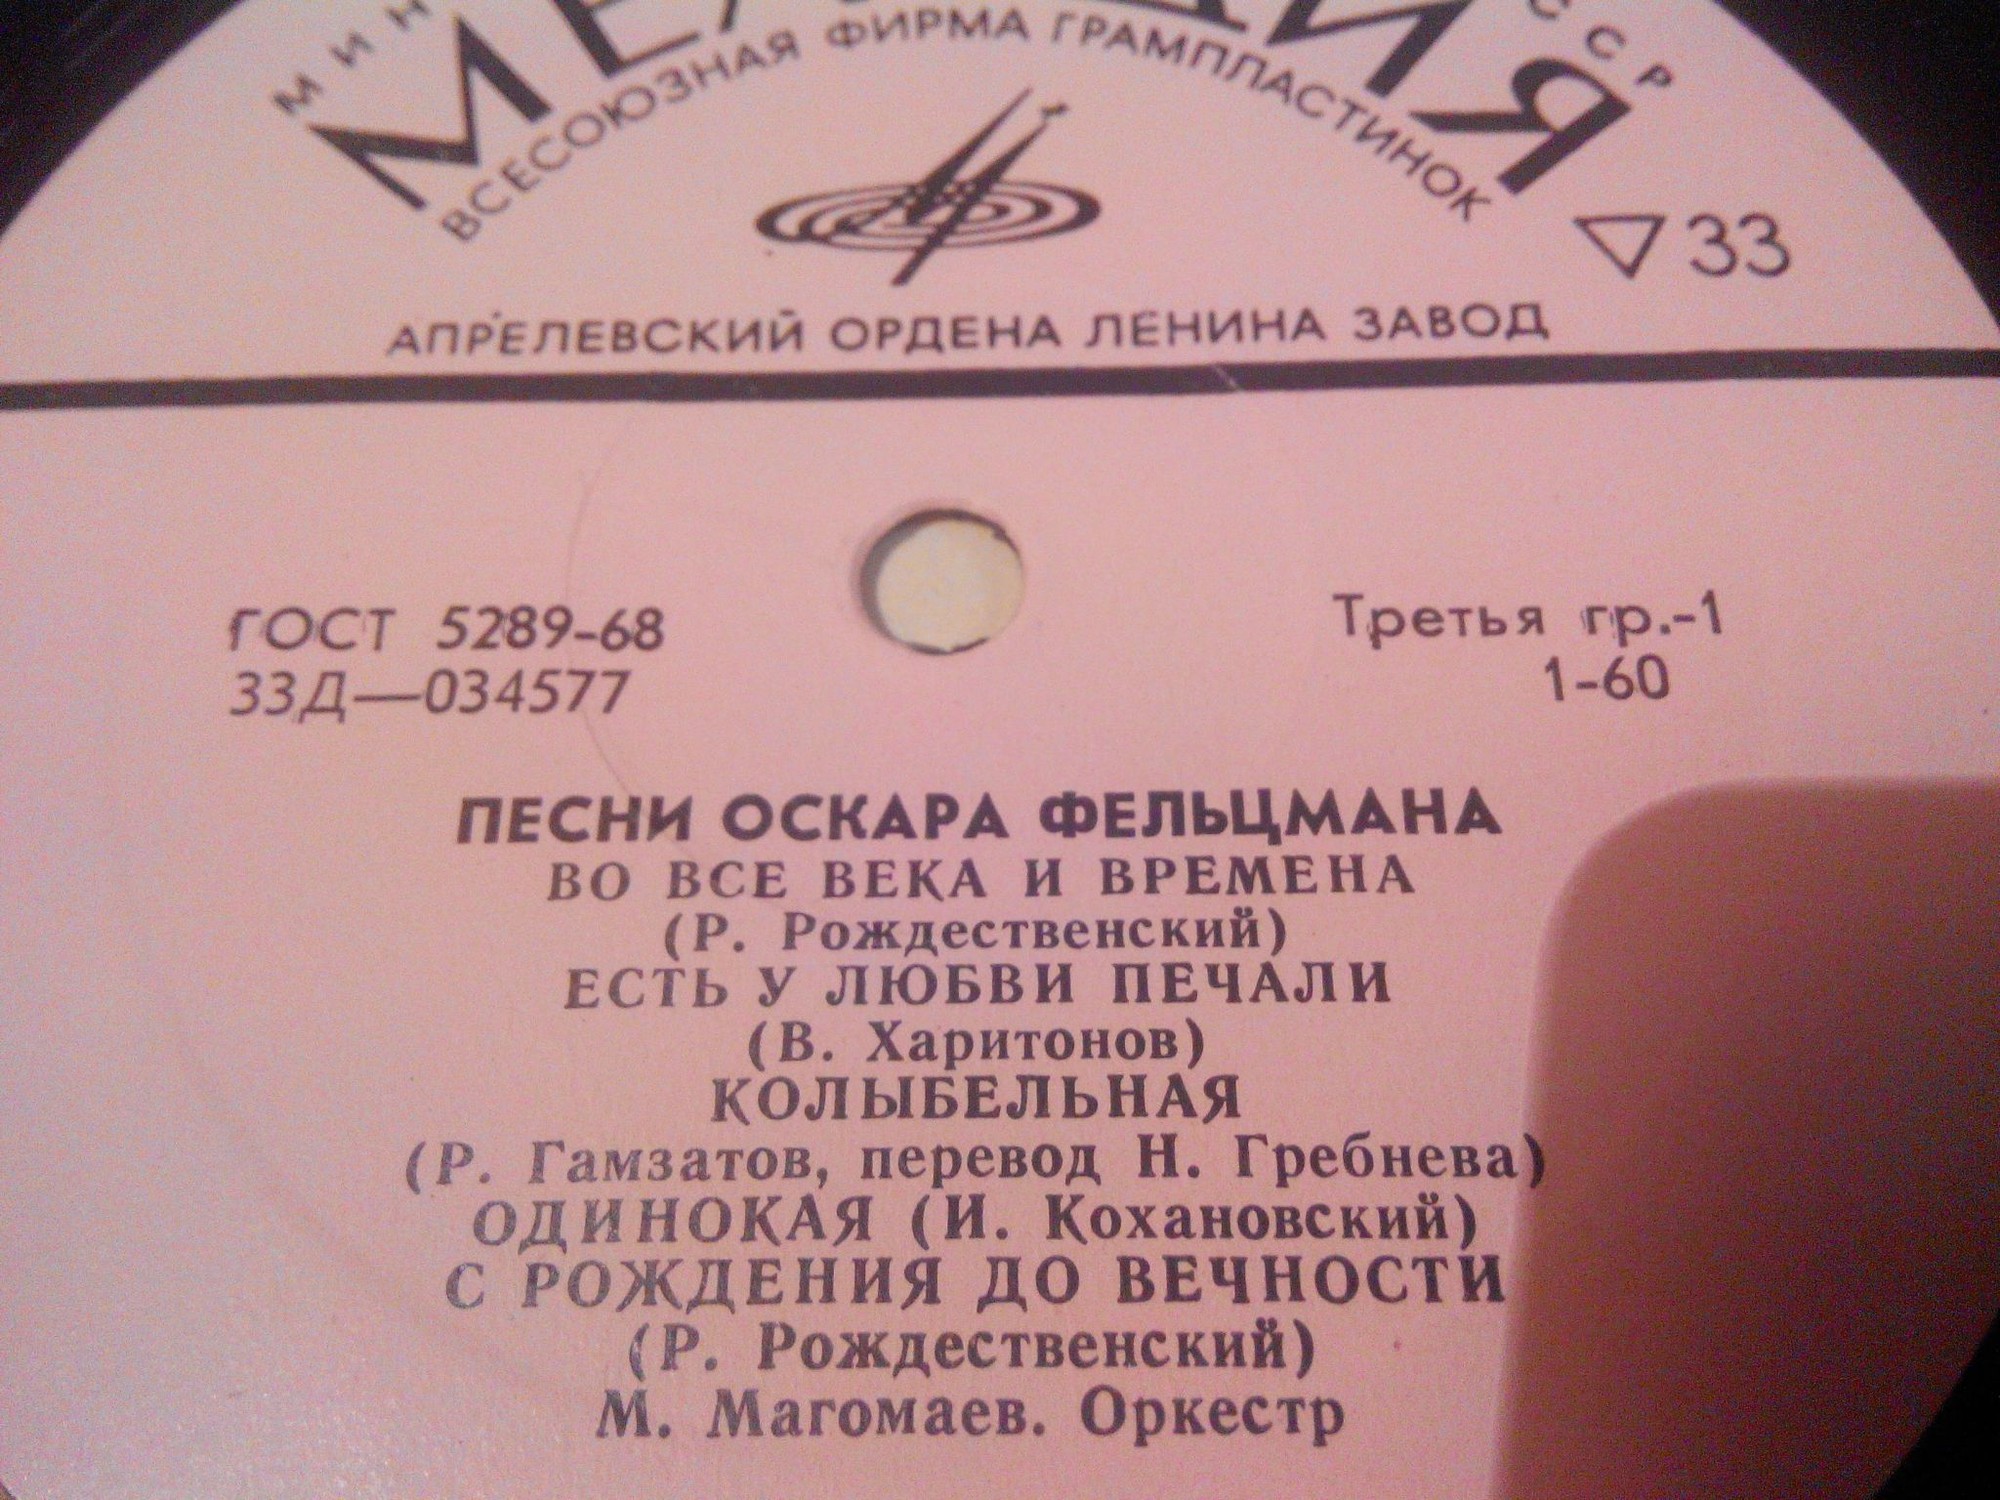 ВСЕСОЮЗНАЯ ФИРМА ГРАМПЛАСТИНОК
33
АПРЕЛЕВСКИЙ ОРДЕНА ЛЕНИНА ЗАВОД
ГОСТ 5289-68
33Д—034577
Третья гр.-1
1-60
ПЕСНИ ОСКАРА ФЕЛЬЦМАНА
ВО ВСЕ ВЕКА И ВРЕМЕНА
(Р. Рождественский)
ЕСТЬ У ЛЮБВИ ПЕЧАЛИ
(В. Харитонов)
КОЛЫБЕЛЬНАЯ
(Р. Гамзатов, перевод Н. Гребнева)
ОДИНОКАЯ (И. Кохановский)
С РОЖДЕНИЯ ДО ВЕЧНОСТИ
(Р. Рождественский)
М. Магомаев. Оркестр